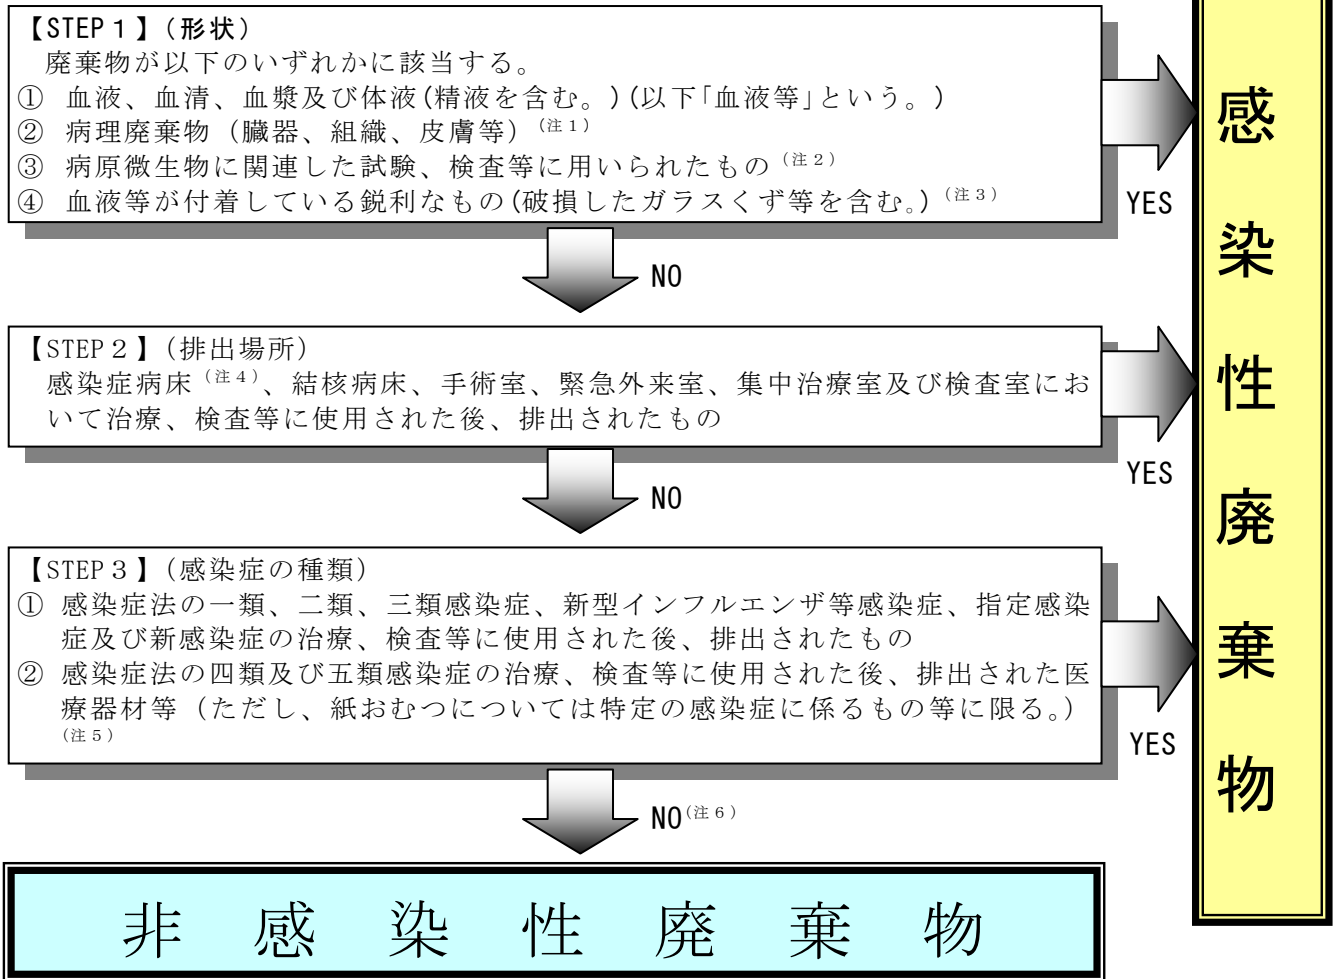 【STEP１】(形状)
廃棄物が以下のいずれかに該当する。
① 血液、血清、血漿及び体液(精液を含む。)(以下「血液等」という。)
② 病理廃棄物（臓器、組織、皮膚等）(注１)
③ 病原微生物に関連した試験、検査等に用いられたもの(注２)
④ 血液等が付着している鋭利なもの(破損したガラスくず等を含む。)(注３)
YES
NO
【STEP２】(排出場所)
感染症病床(注４)、結核病床、手術室、緊急外来室、集中治療室及び検査室にお
いて治療、検査等に使用された後、排出されたもの
YES
NO
【STEP３】(感染症の種類)
① 感染症法の一類、二類、三類感染症、新型インフルエンザ等感染症、指定感染
症及び新感染症の治療、検査等に使用された後、排出されたもの
② 感染症法の四類及び五類感染症の治療、検査等に使用された後、排出された医
療器材等（ただし、紙おむつについては特定の感染症に係るもの等に限る。）
(注５)
YES
NO(注６)
非感染性廃棄物
感染性廃棄物